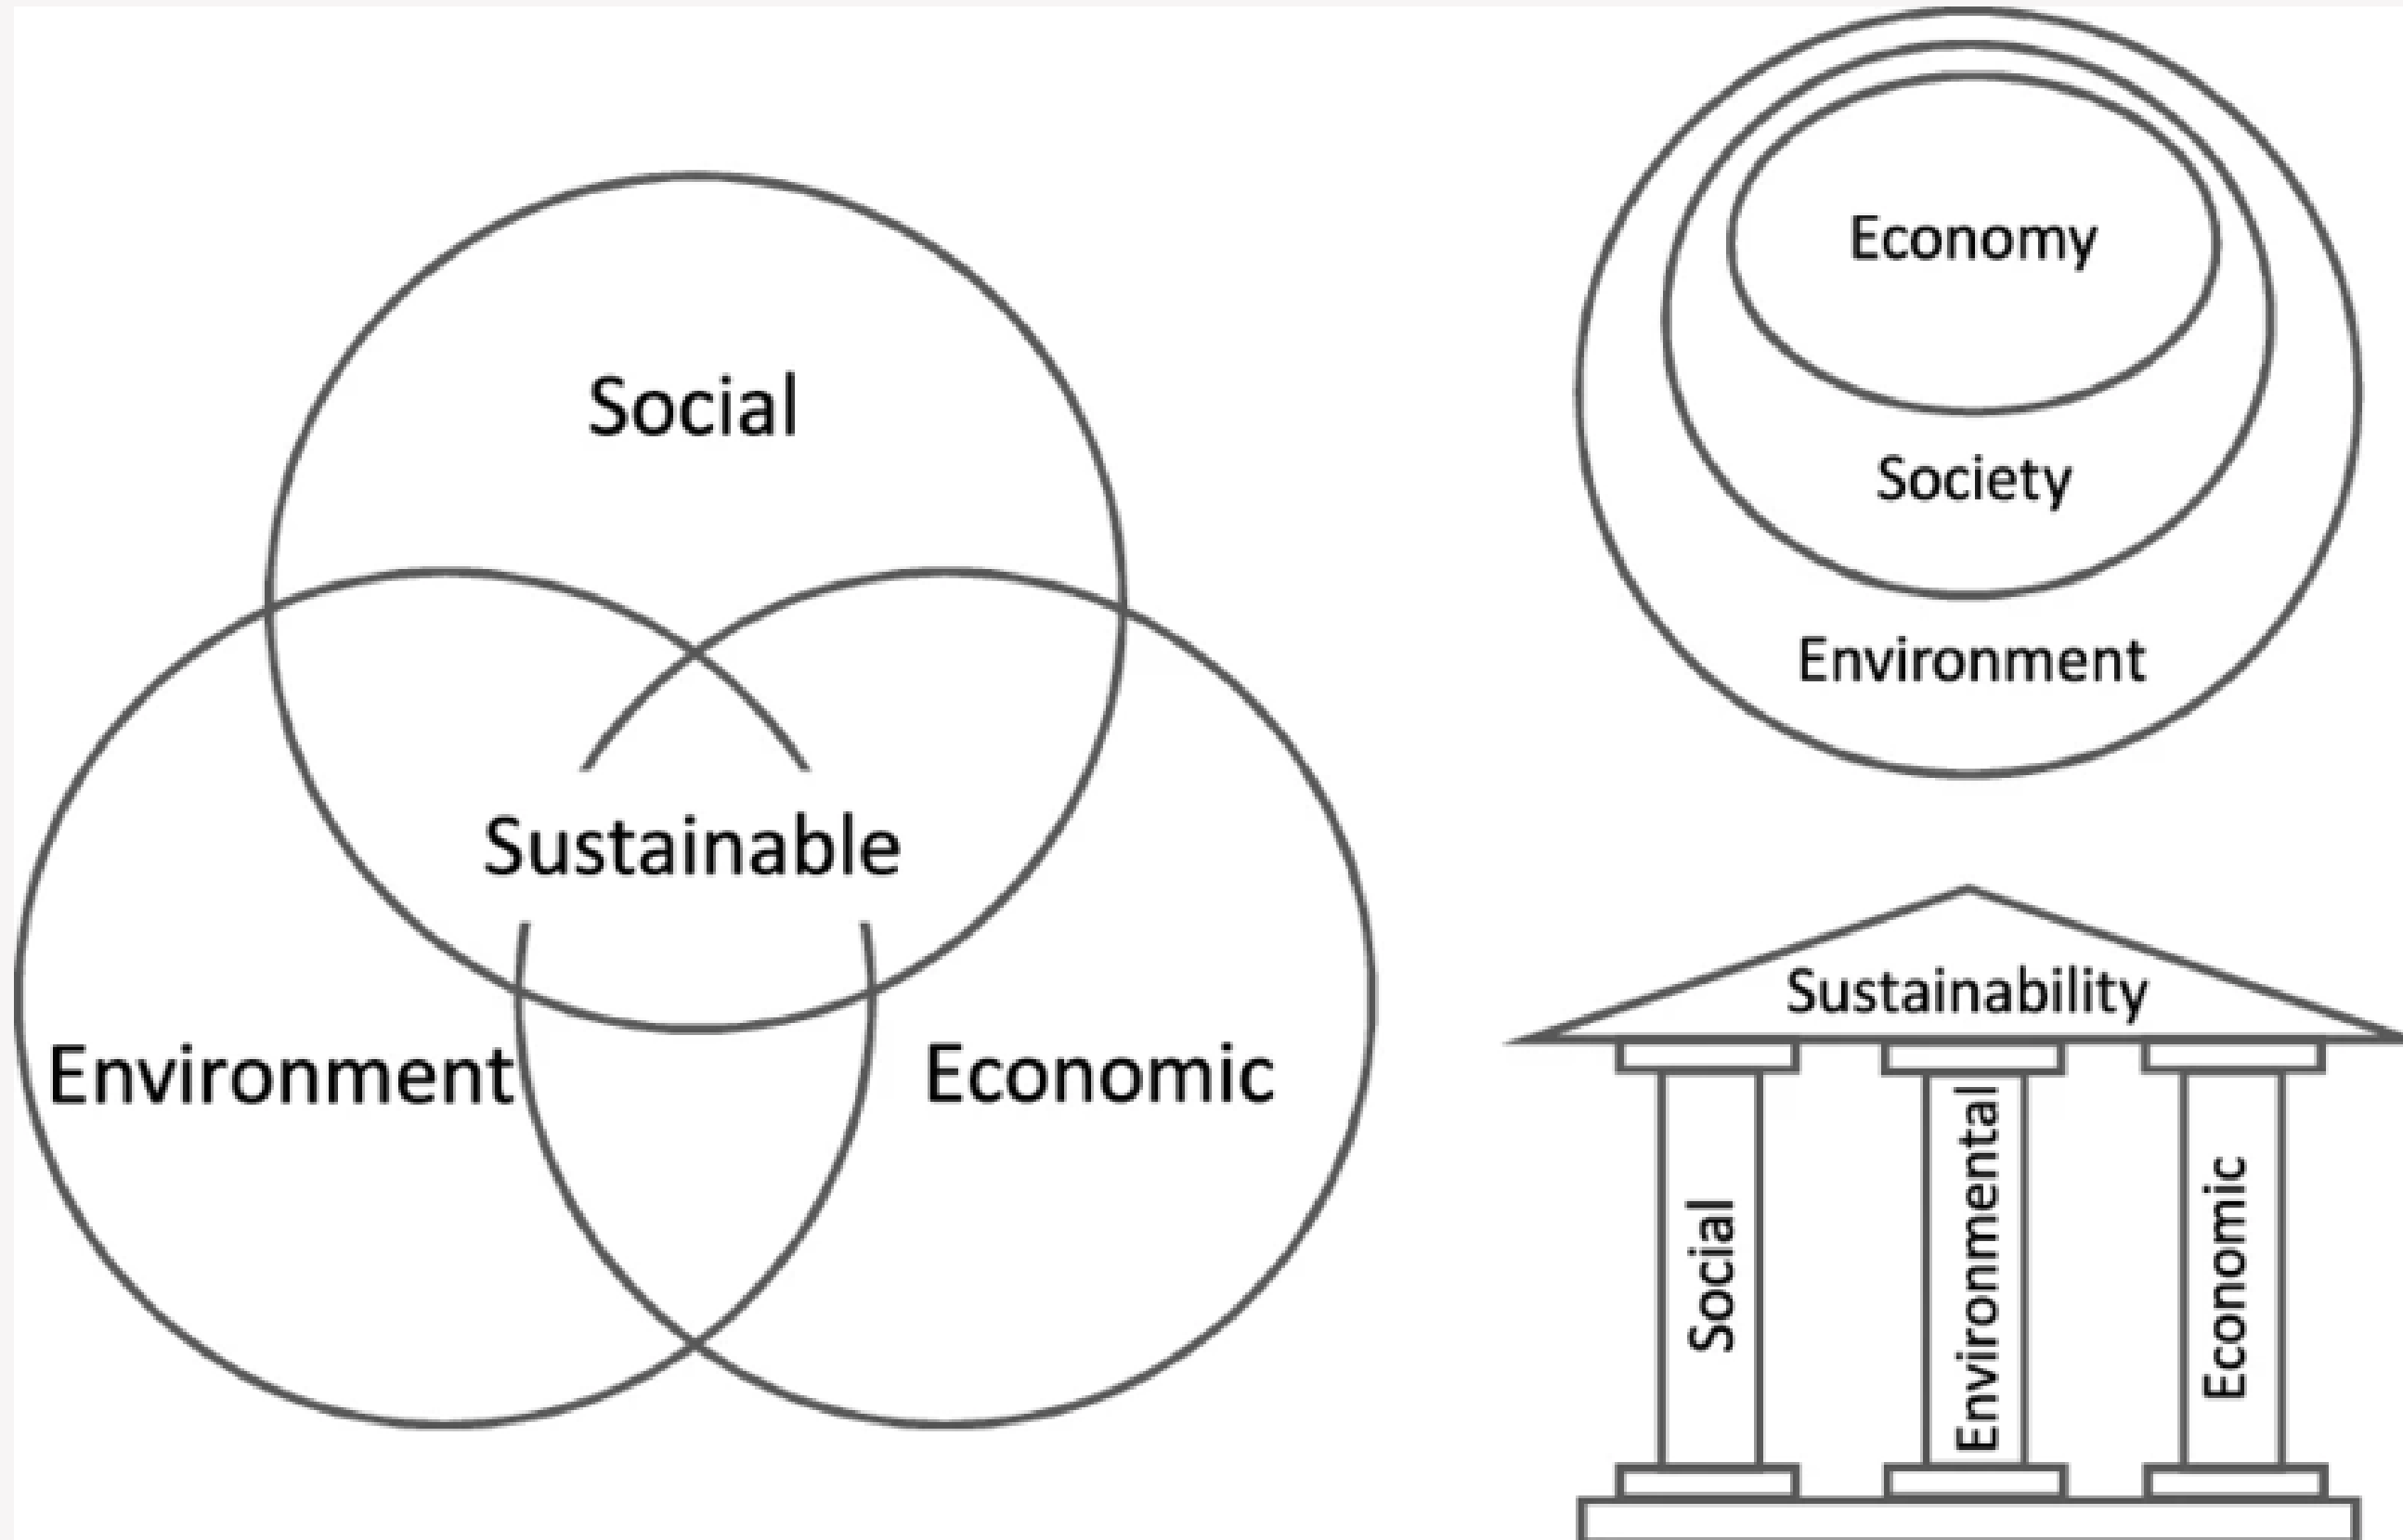 Social
Sustainable
Environment
Economic
Economy
Society
Environment
Sustainability
Social
Environmental
Economic